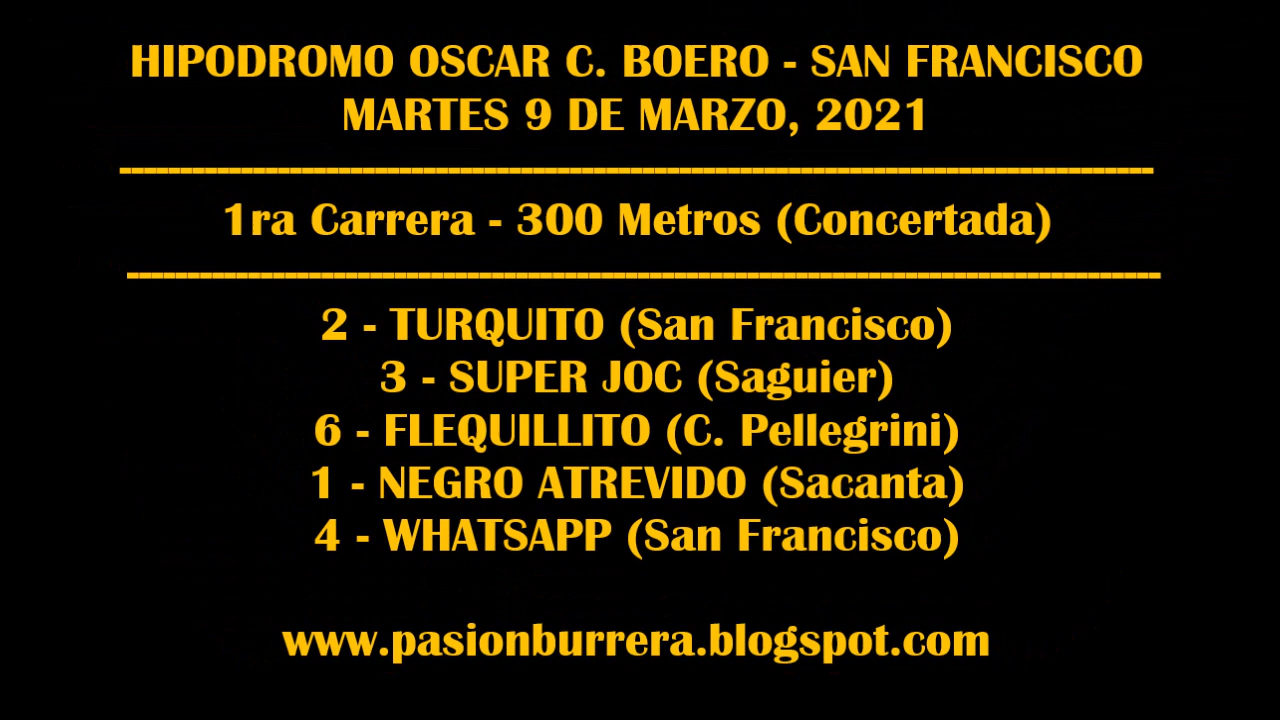 HIPODROMO OSCAR C. BOERO - SAN FRANCISCO
MARTES 9 DE MARZO, 2021
1ra Carrera - 300 Metros (Concertada)
2 - TURQUITO (San Francisco)
3 - SUPER JOC (Saguier)
6 - FLEQUILLITO (C. Pellegrini)
1 - NEGRO ATREVIDO (Sacanta)
4 - WHATSAPP (San Francisco)
www.pasionburrera.blogspot.com